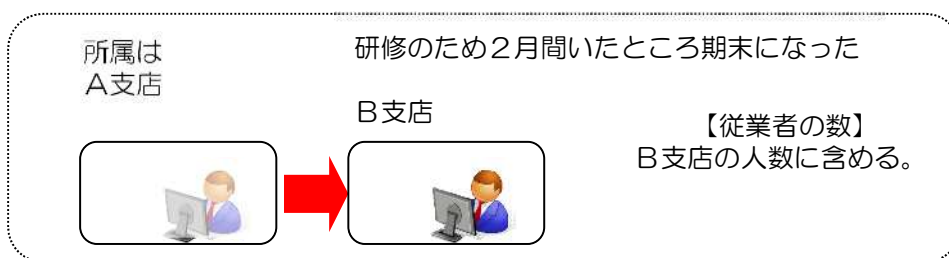 所属は
A支店
研修のため２月間いたところ期末になった
B支店
【従業者の数】
B支店の人数に含める。